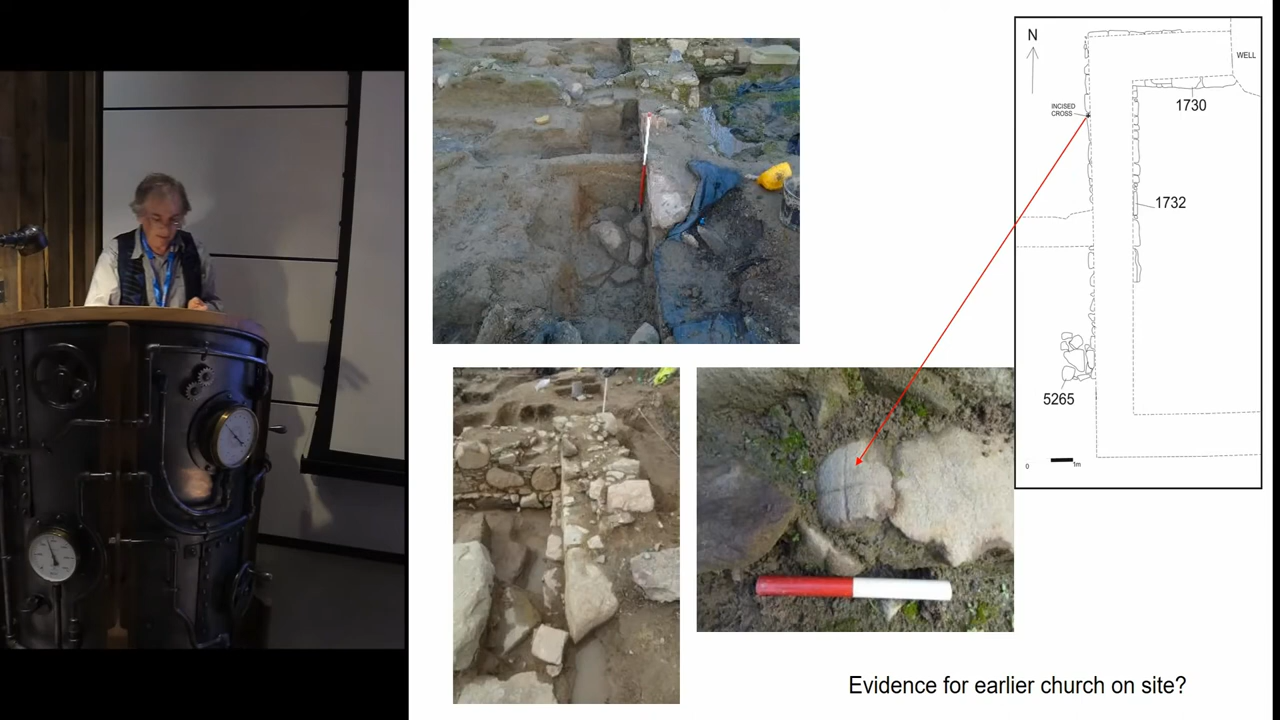 N
WELL
INCISED
CROSS
1730
1732
5265
0
1m
Evidence for earlier church on site?